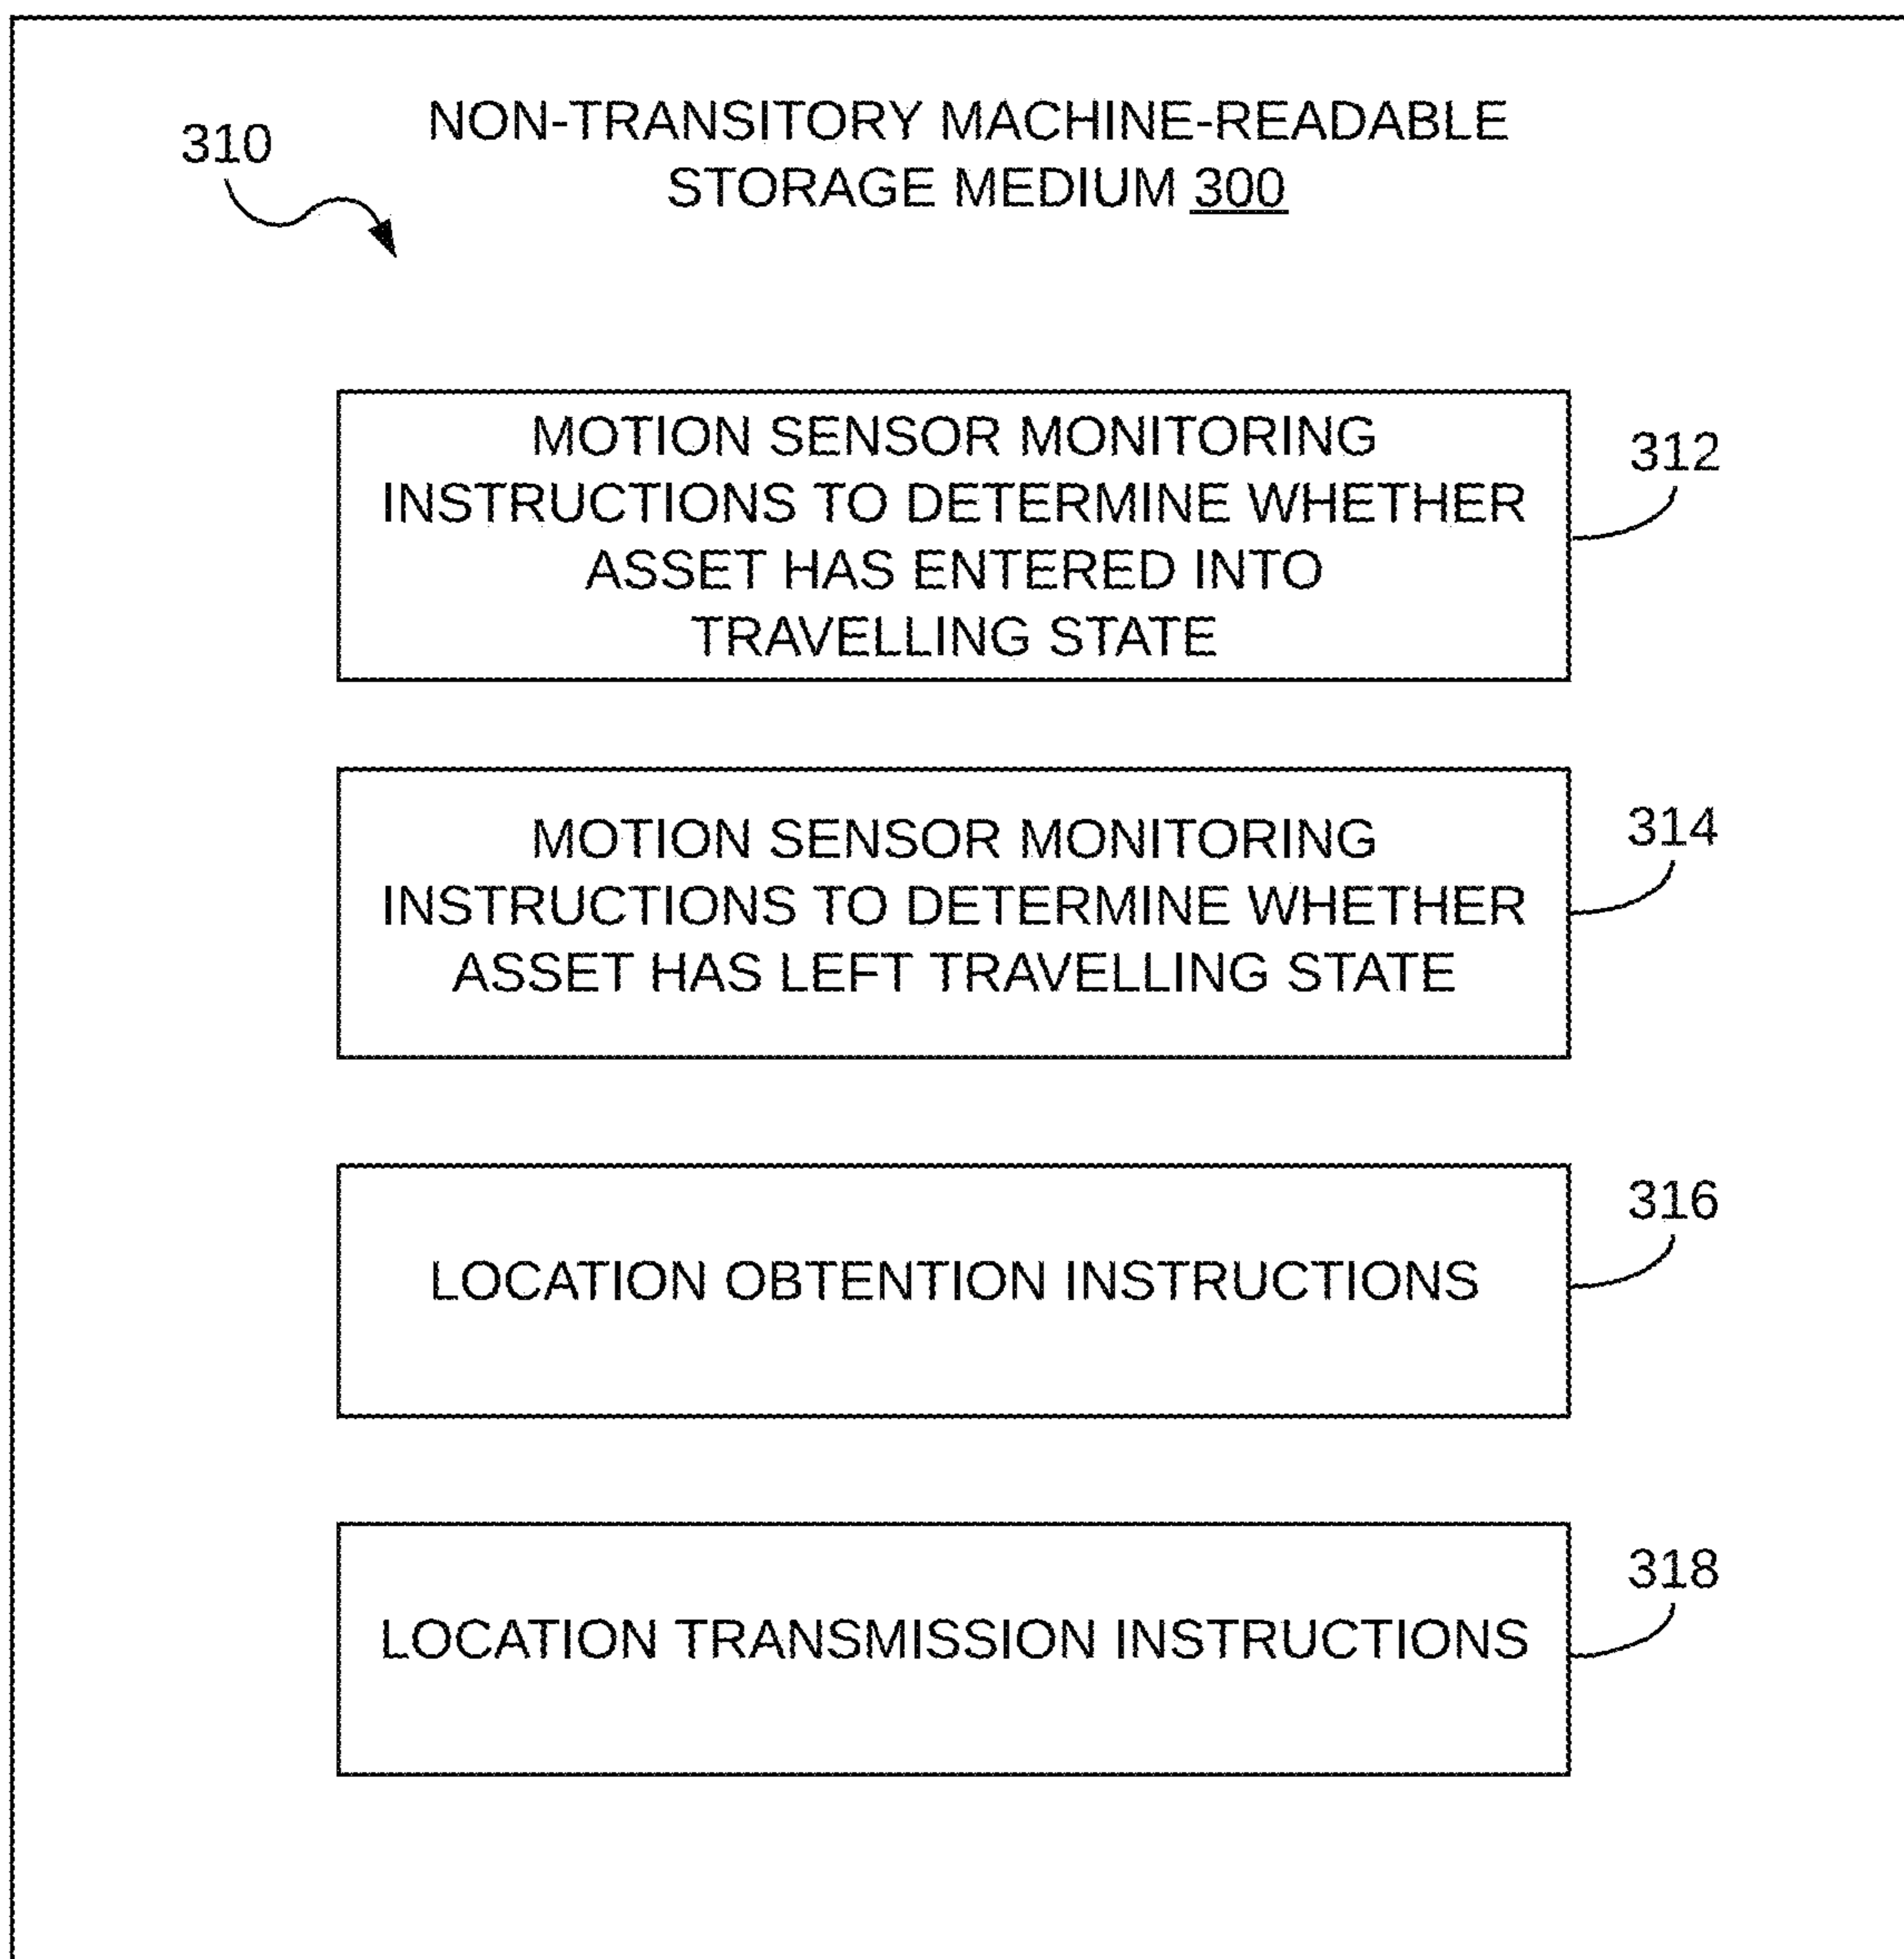 310
NON-TRANSITORY MACHINE-READABLE
STORAGE MEDIUM 300
MOTION SENSOR MONITORING
INSTRUCTIONS TO DETERMINE WHETHER
ASSET HAS ENTERED INTO
TRAVELLING STATE
312
MOTION SENSOR MONITORING
INSTRUCTIONS TO DETERMINE WHETHER
ASSET HAS LEFT TRAVELLING STATE
314
LOCATION OBTENTION INSTRUCTIONS
316
LOCATION TRANSMISSION INSTRUCTIONS
318